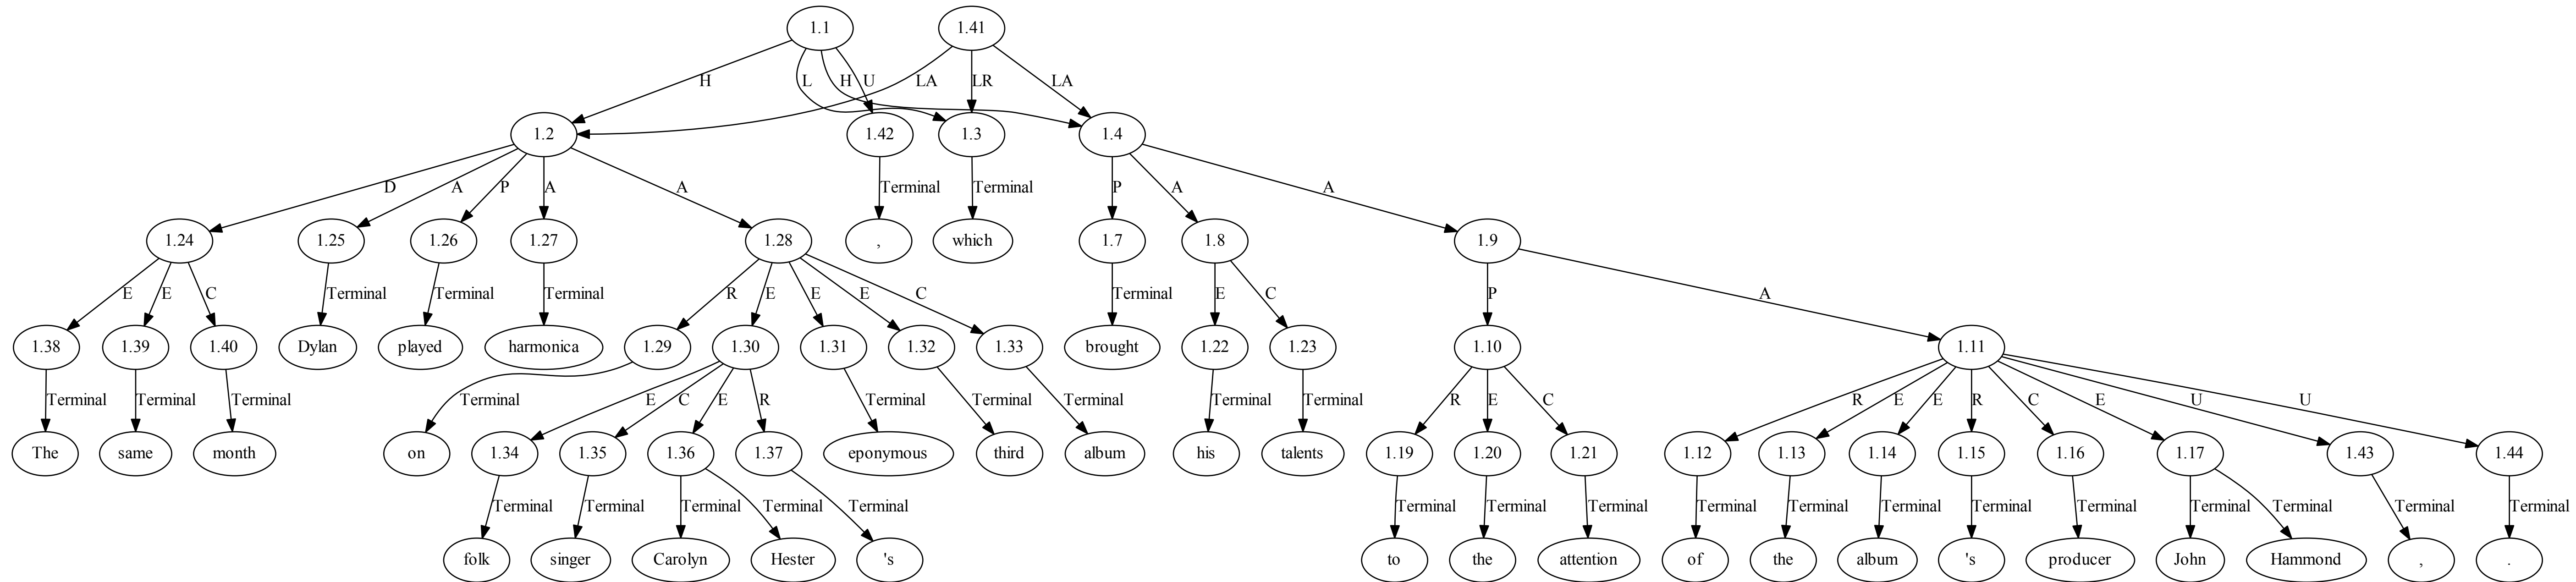 1.1 1.41
H L H U LA LR LA
1.2 1.42 1.3 1.4
D A P A A Terminal Terminal P A A
1.24 1.25 1.26 1.27 1.28 , which 1.7 1.8 1.9
E E C Terminal Terminal Terminal R E E E C Terminal E C P A
1.38 1.39 1.40 Dylan played harmonica 1.29 1.30 1.31 1.32 1.33 brought 1.22 1.23 1.10 1.11
Terminal Terminal Terminal Terminal E C E R Terminal Terminal Terminal Terminal Terminal R E C R E E R C E U U
The same month on 1.34 1.35 1.36 1.37 eponymous third album his talents 1.19 1.20 1.21 1.12 1.13 1.14 1.15 1.16 1.17 1.43 1.44
Terminal Terminal Terminal Terminal Terminal Terminal Terminal Terminal Terminal Terminal Terminal Terminal Terminal Terminal Terminal Terminal Terminal
folk singer Carolyn Hester 's to the attention of the album 's producer John Hammond , .